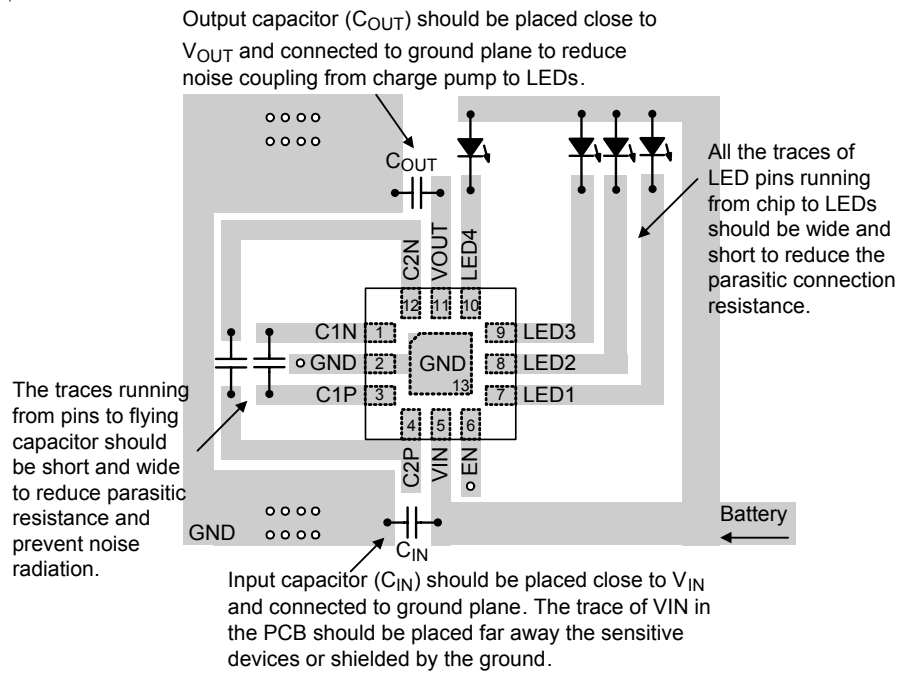 Output capacitor (COUT) should be placed close to
VOUT and connected to ground plane to reduce
noise coupling from charge pump to LEDs.
COUT
All the traces of
LED pins running
from chip to LEDs
should be wide and
short to reduce the
parasitic connection
resistance.
C2N
VOUT
LED4
12
11
10
C1N 1
GND 2
C1P 3
GND
13
9 LED3
8 LED2
7 LED1
4
5
6
C2P
VIN
EN
The traces running
from pins to flying
capacitor should
be short and wide
to reduce parasitic
resistance and
prevent noise
radiation.
GND
CIN
Battery
Input capacitor (CIN) should be placed close to VIN
and connected to ground plane. The trace of VIN in
the PCB should be placed far away the sensitive
devices or shielded by the ground.